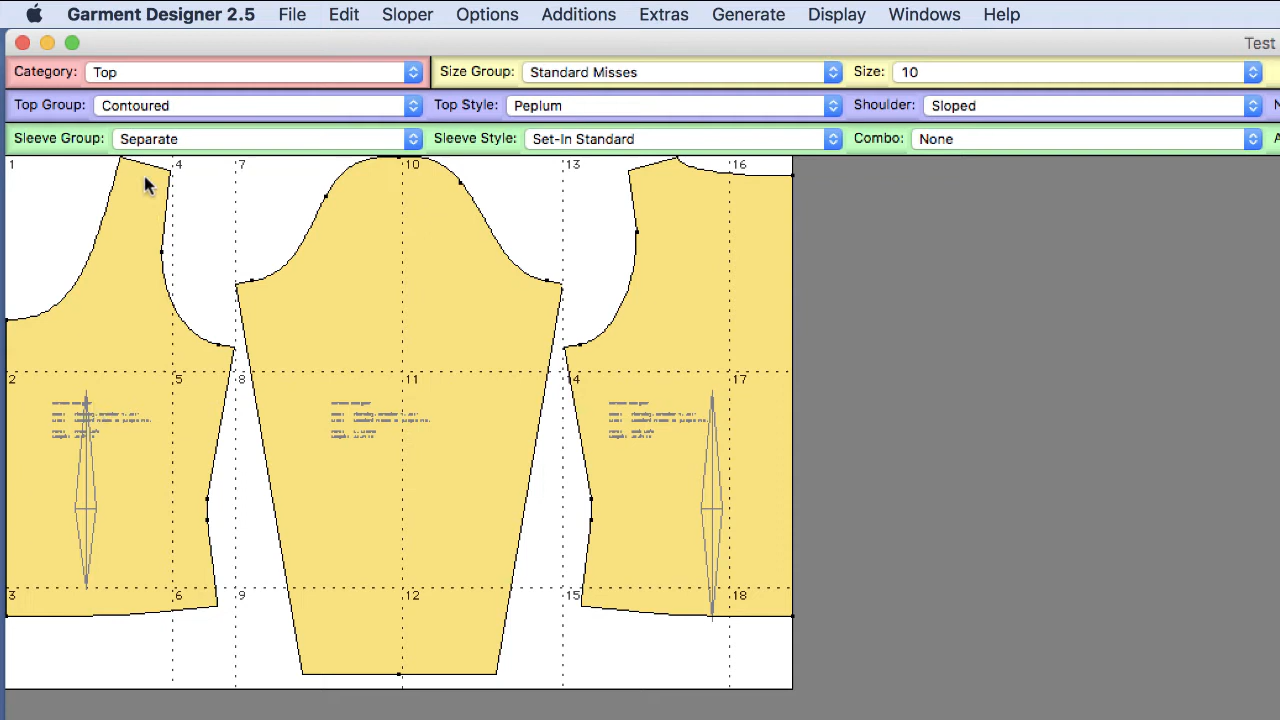 Garment Designer 2.5 File Edit Sloper Options Additions Extras Generate Display Windows Help
Test
Category: Top Size Group: Standard Misses Size: 10
Top Group: Contoured Top Style: Peplum Shoulder: Sloped
Sleeve Group: Separate Sleeve Style: Set-In Standard Combo: None
1 4 7 10 13 16
2 5 8 11 14 17
3 6 9 12 15 18